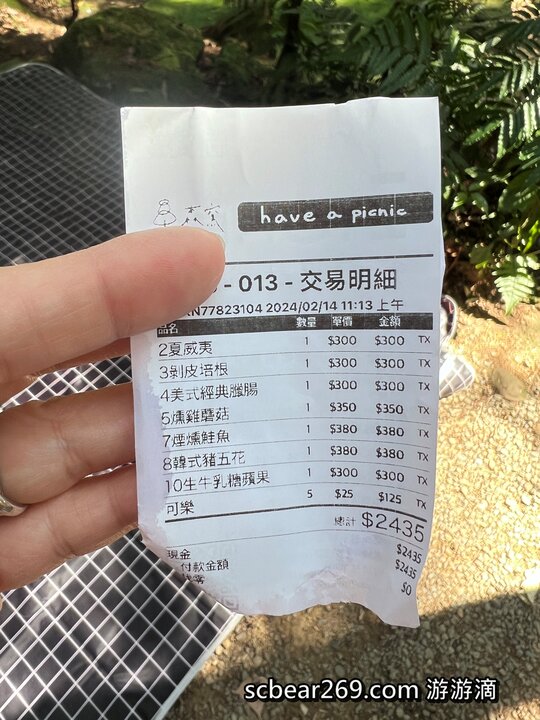 森窯
have a picnic
- 013 - 交易明細
N77823104 2024/02/14 11:13 上午
品名 數量 單價 金額
2夏威夷 1 $300 $300 TX
3剝皮培根 1 $300 $300 TX
4美式經典臘腸 1 $300 $300 TX
5燻雞磨菇 1 $350 $350 TX
7煙燻鮭魚 1 $380 $380 TX
8韓式豬五花 1 $380 $380 TX
10生牛乳糖蘋果 1 $300 $300 TX
可樂 5 $25 $125 TX
總計 $2435
現金 $2435
付款金額 $2435
$0
scbear269.com 游游滴